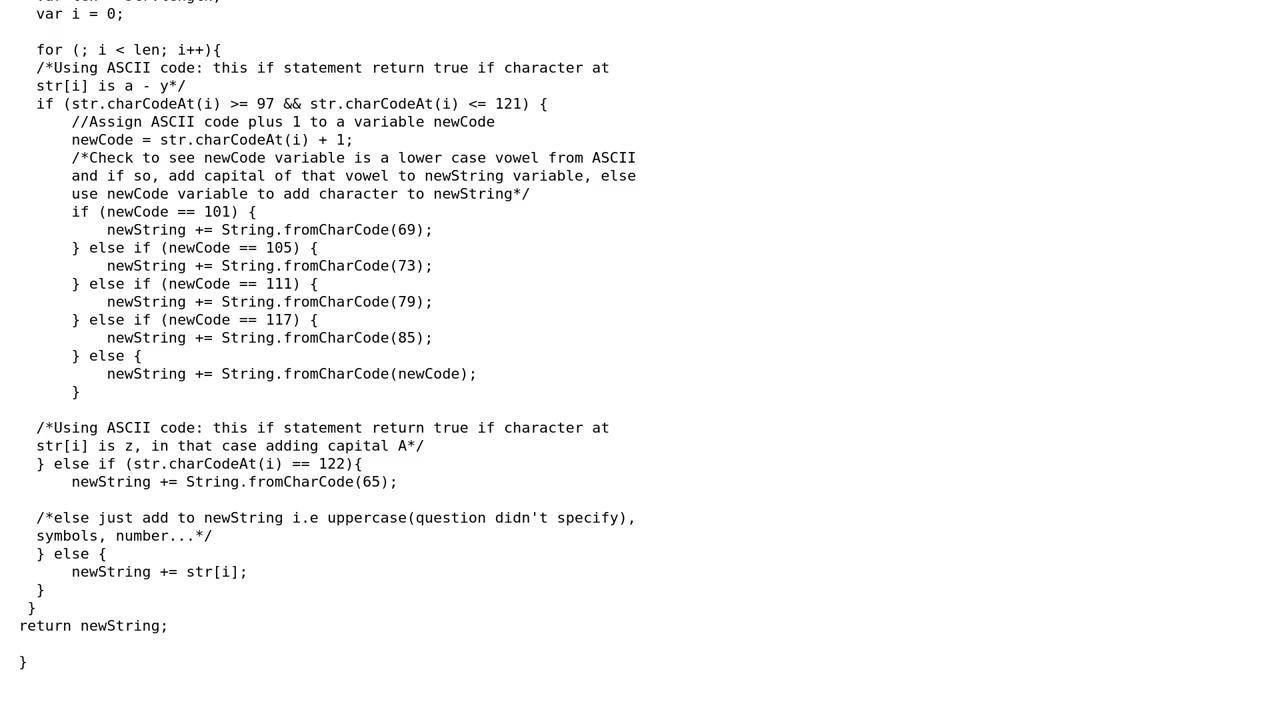 var i = 0;
for (; i < len; i++){
/*Using ASCII code: this if statement return true if character at
str[i] is a - y*/
if (str.charCodeAt(i) >= 97 && str.charCodeAt(i) <= 121) {
//Assign ASCII code plus 1 to a variable newCode
newCode = str.charCodeAt(i) + 1;
/*Check to see newCode variable is a lower case vowel from ASCII
and if so, add capital of that vowel to newString variable, else
use newCode variable to add character to newString*/
if (newCode == 101) {
newString += String.fromCharCode(69);
} else if (newCode == 105) {
newString += String.fromCharCode(73);
} else if (newCode == 111) {
newString += String.fromCharCode(79);
} else if (newCode == 117) {
newString += String.fromCharCode(85);
} else {
newString += String.fromCharCode(newCode);
}
/*Using ASCII code: this if statement return true if character at
str[i] is z, in that case adding capital A*/
} else if (str.charCodeAt(i) == 122){
newString += String.fromCharCode(65);
/*else just add to newString i.e uppercase(question didn't specify),
symbols, number...*/
} else {
newString += str[i];
}
}
return newString;
}